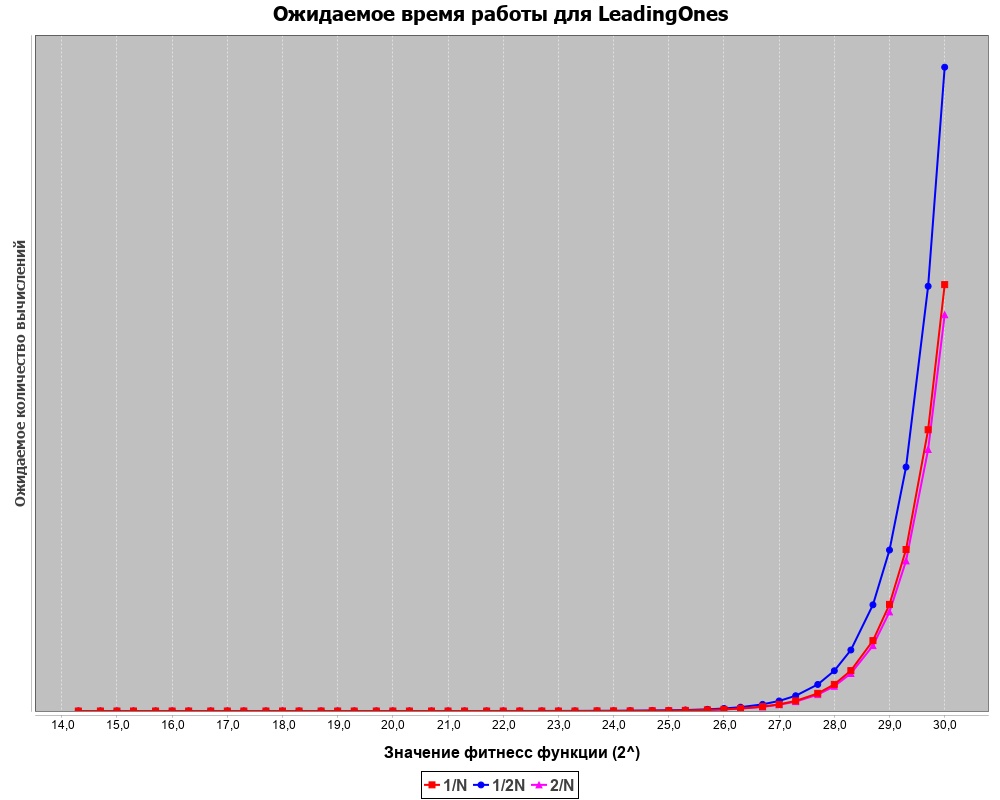 Ожидаемое время работы для LeadingOnes
Ожидаемое количество вычислений
14,0 15,0 16,0 17,0 18,0 19,0 20,0 21,0 22,0 23,0 24,0 25,0 26,0 27,0 28,0 29,0 30,0
Значение фитнесс функции (2^)
1/N 1/2N 2/N